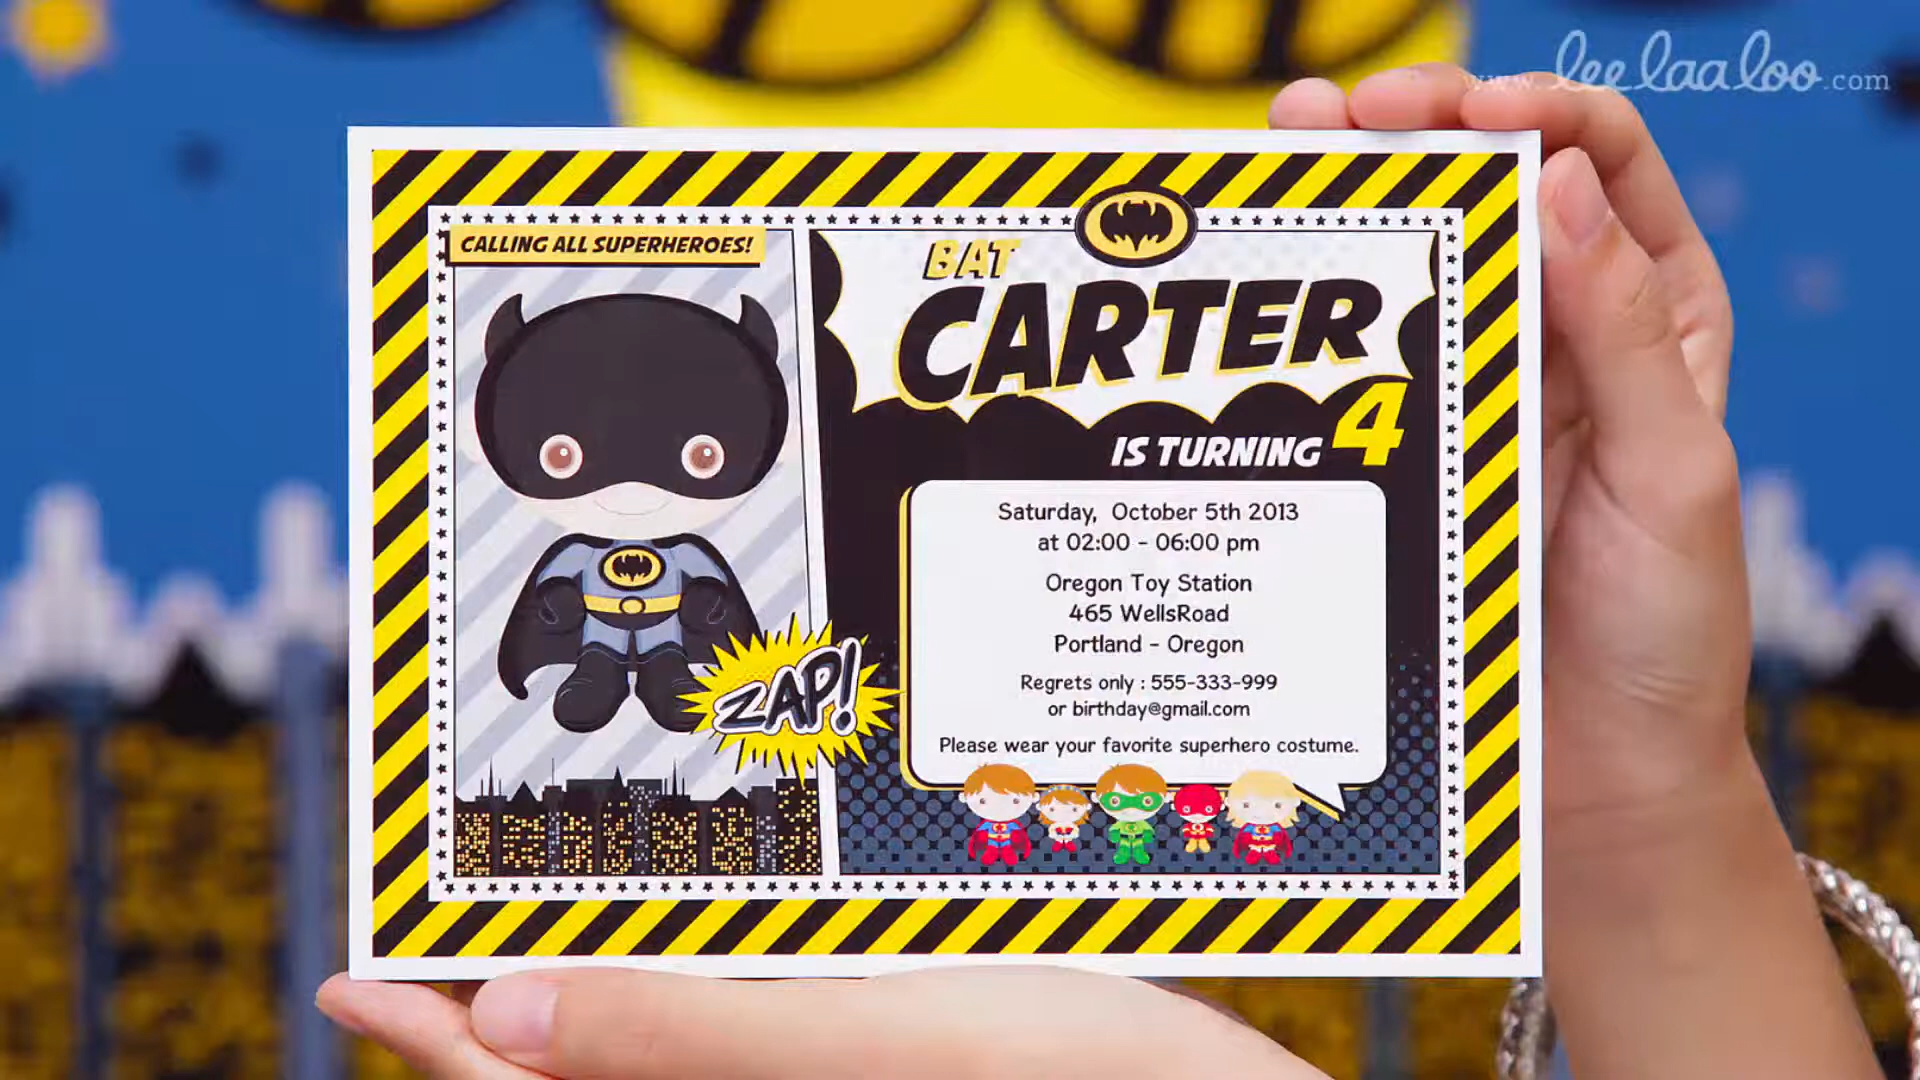 www.leelaaloo.com
CALLING ALL SUPERHEROES!
BAT
CARTER
IS TURNING 4
Saturday, October 5th 2013
at 02:00 - 06:00 pm
Oregon Toy Station
465 WellsRoad
Portland - Oregon
Regrets only : 555-333-999
or birthday@gmail.com
Please wear your favorite superhero costume.
ZAP!